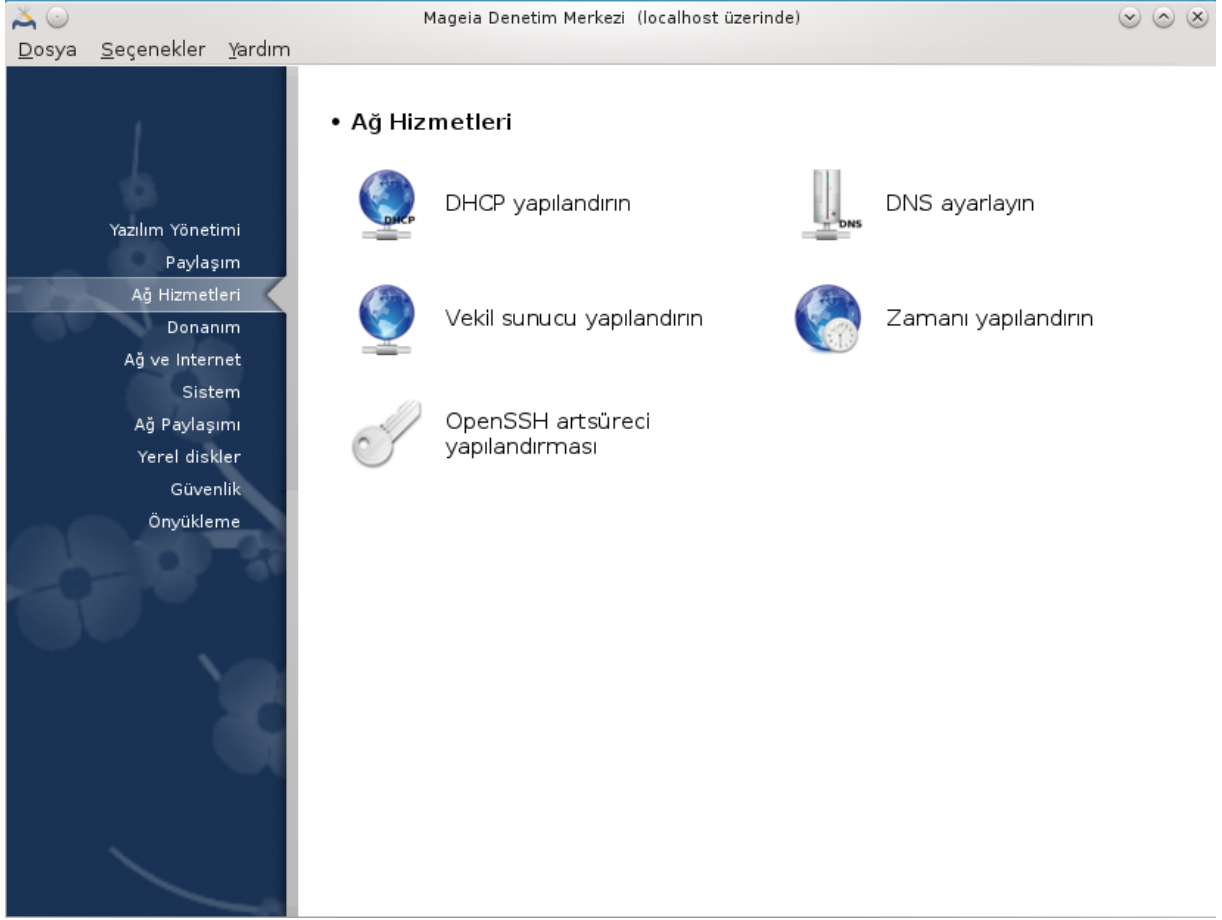 Mageia Denetim Merkezi (localhost üzerinde)
Dosya Seçenekler Yardım
Yazılım Yönetimi
Paylaşım
Ağ Hizmetleri
Donanım
Ağ ve Internet
Sistem
Ağ Paylaşımı
Yerel diskler
Güvenlik
Önyükleme
• Ağ Hizmetleri
DHCP
DHCP yapılandırın
DNS
DNS ayarlayın
Vekil sunucu yapılandırın
Zamanı yapılandırın
OpenSSH artsüreci
yapılandırması